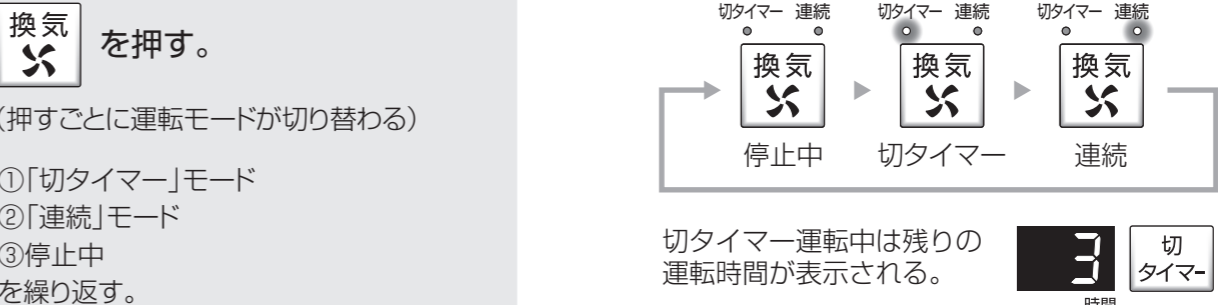 換気 を押す。
(押すごとに運転モードが切り替わる)
①「切タイマー」モード
②「連続」モード
③停止中
を繰り返す。
切タイマー 連続
換気
停止中
切タイマー 連続
換気
切タイマー
切タイマー 連続
換気
連続
切タイマー運転中は残りの
運転時間が表示される。
3
時間
切
タイマー